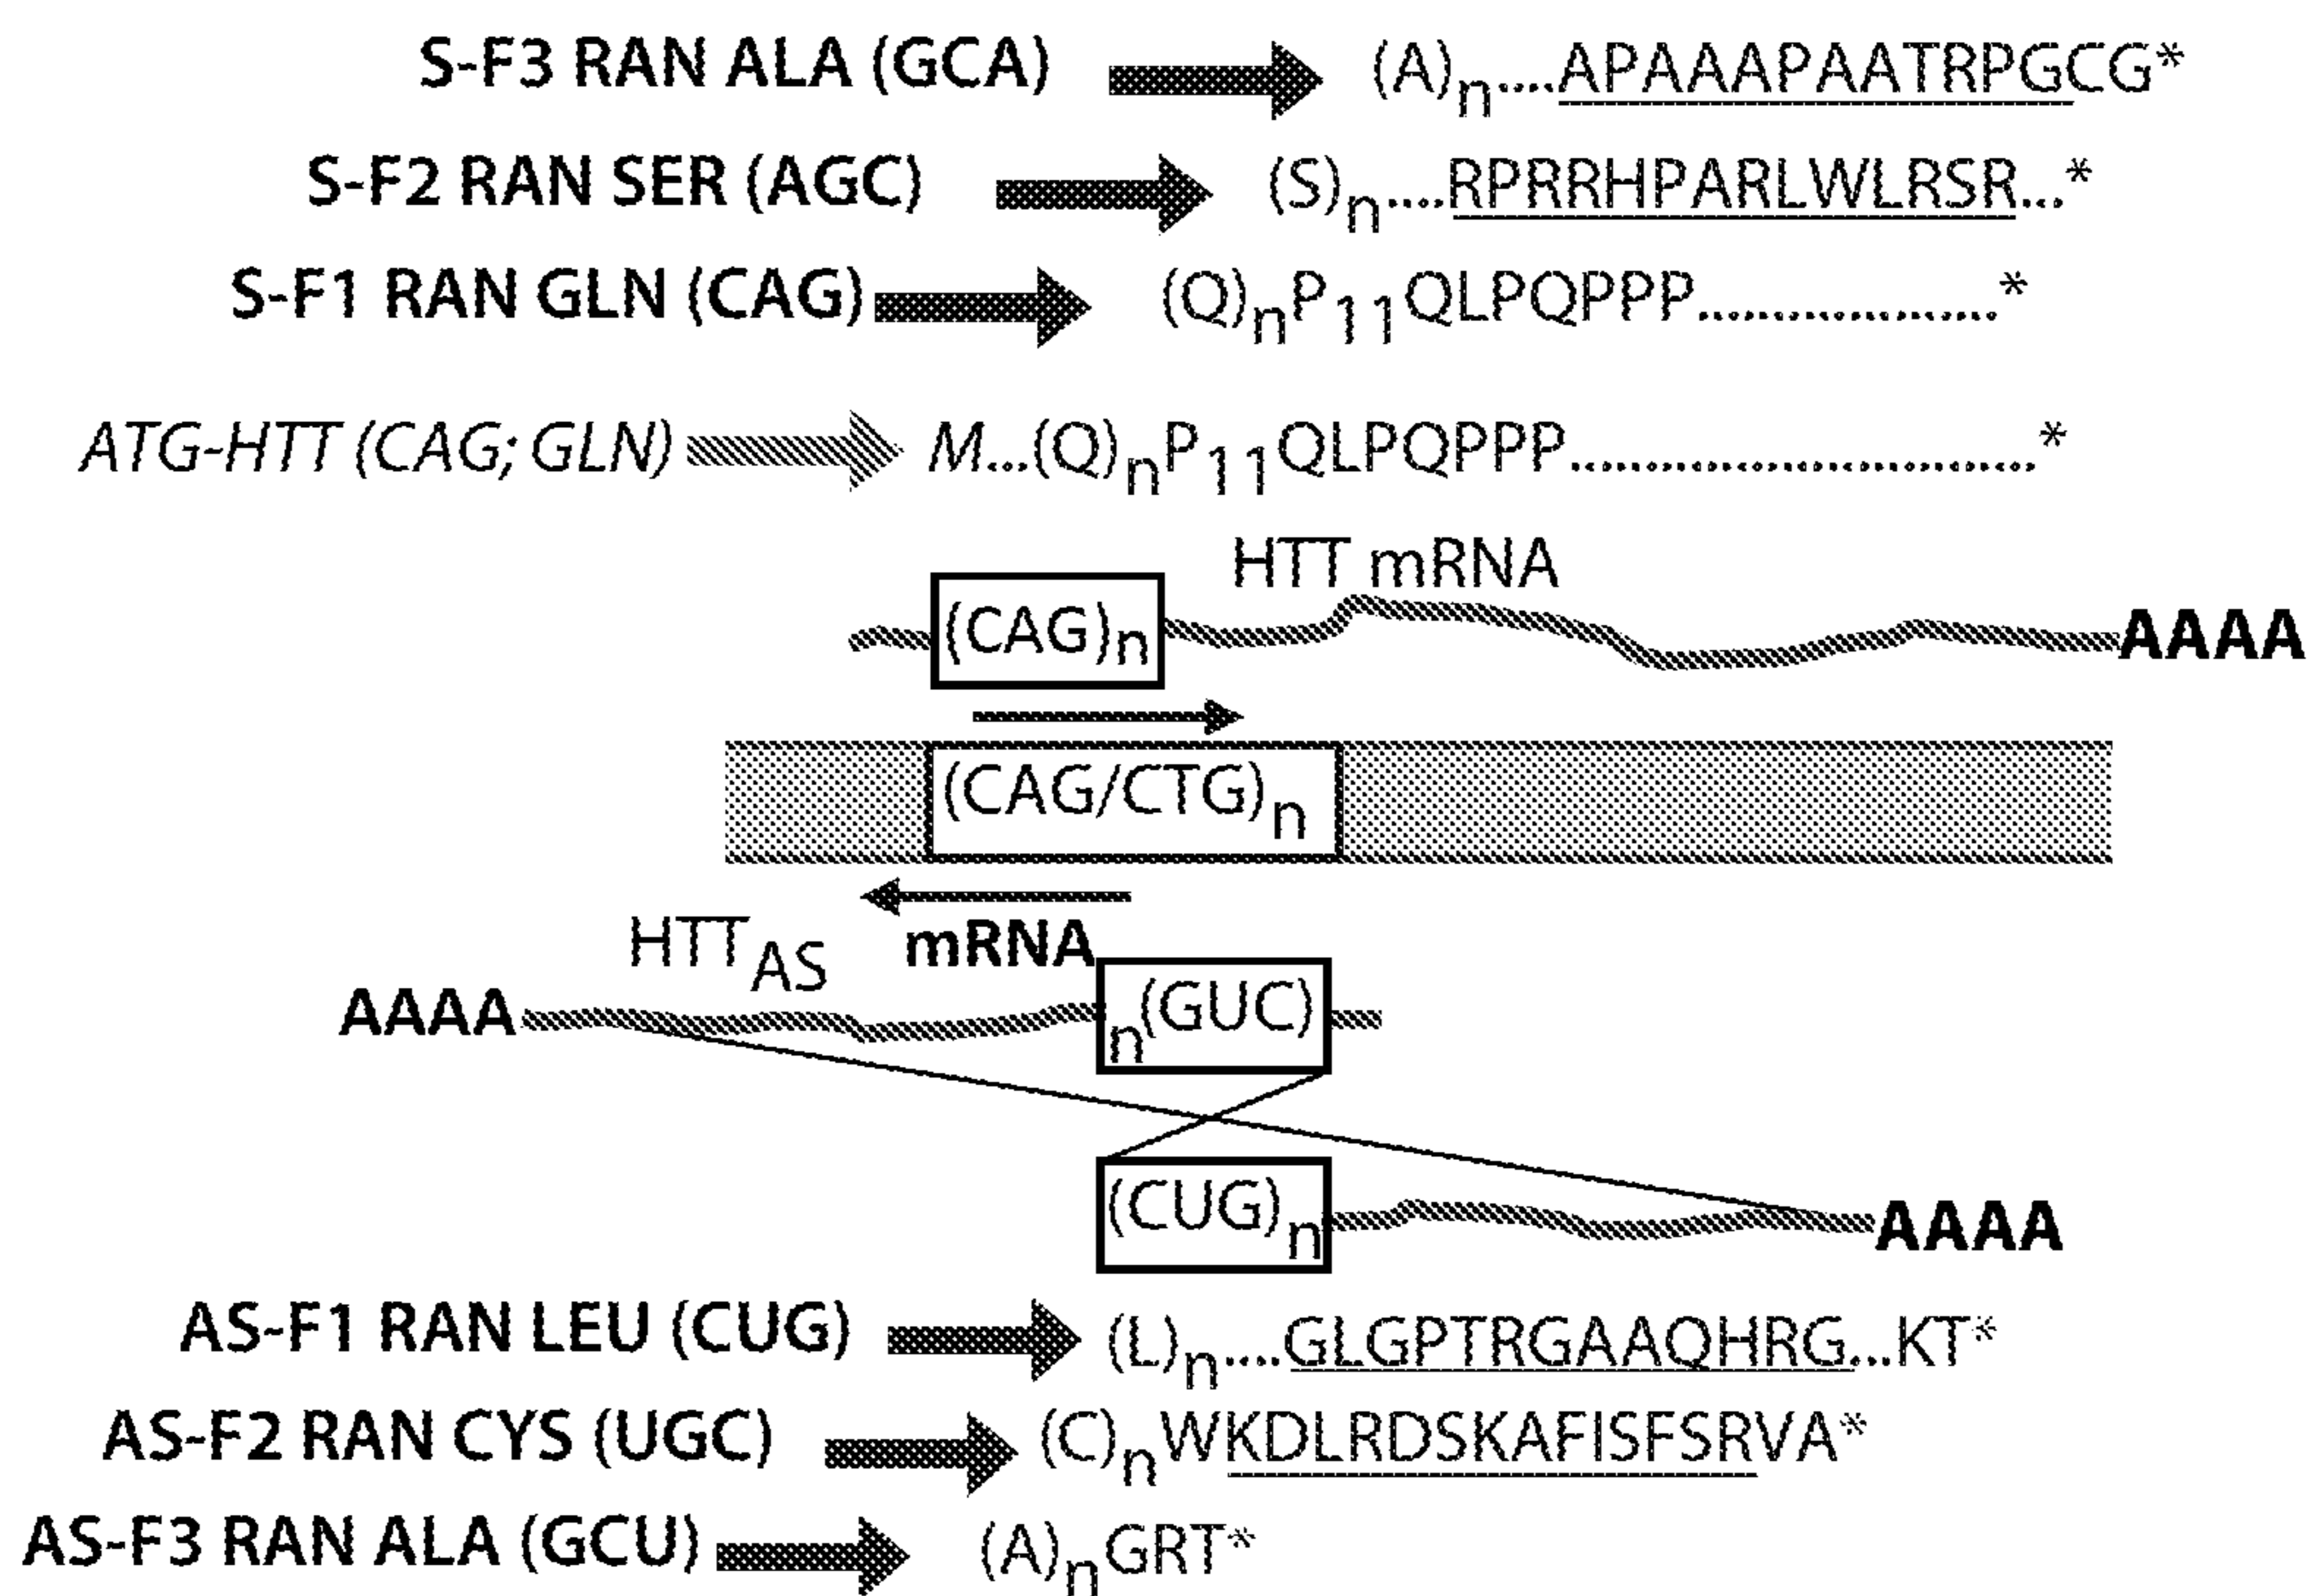 S-F3 RAN ALA (GCA) (A)n....APAAAPAATRPGCG*
S-F2 RAN SER (AGC) (S)n....RPRRHPARLWLRSR...*
S-F1 RAN GLN (CAG) (Q)nP11QLPQPPP....................*
ATG-HTT (CAG; GLN) M...(Q)nP11QLPQPPP...............................*
HTT mRNA
(CAG)n AAAA
(CAG/CTG)n
HTTAS mRNA
AAAA n(GUC)
(CUG)n AAAA
AS-F1 RAN LEU (CUG) (L)n....GLGPTRGAAQHRG...KT*
AS-F2 RAN CYS (UGC) (C)nWKDLRDSKAFISFSRVA*
AS-F3 RAN ALA (GCU) (A)nGRT*